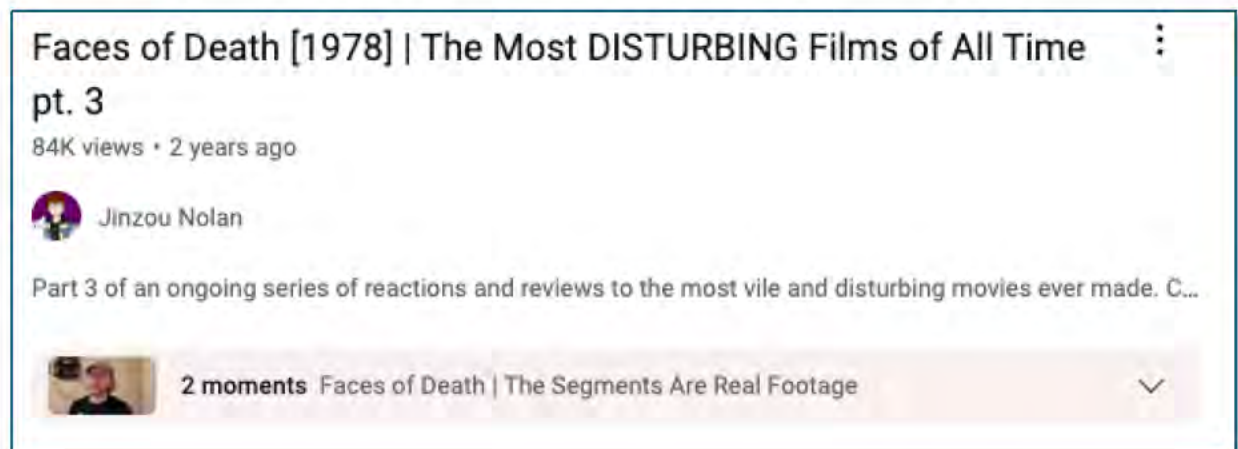 Faces of Death [1978] | The Most DISTURBING Films of All Time
pt. 3
84K views • 2 years ago
Jinzou Nolan
Part 3 of an ongoing series of reactions and reviews to the most vile and disturbing movies ever made. C...
2 moments Faces of Death | The Segments Are Real Footage